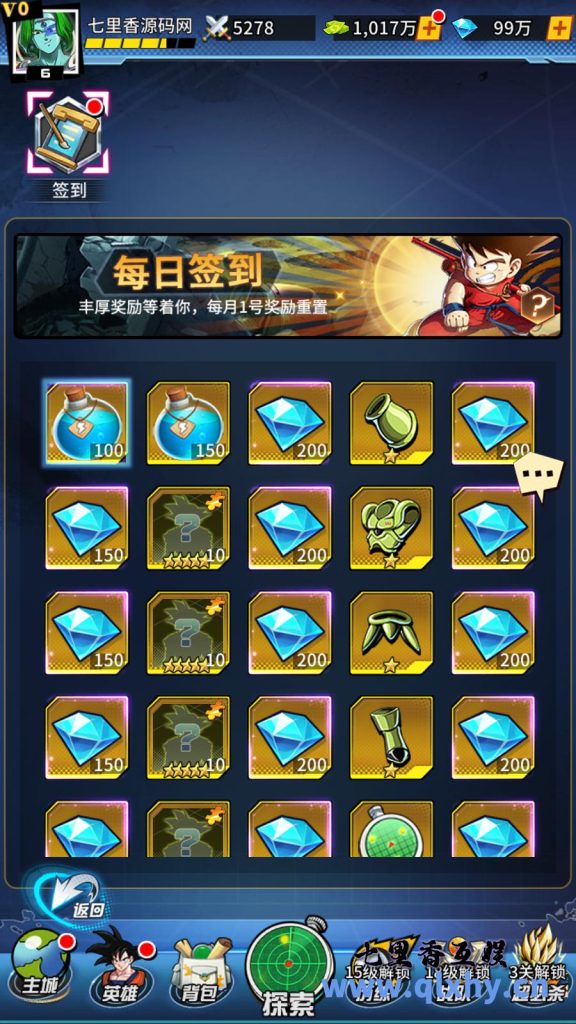 V0
七里香源码网
5278
1,017万
99万
6
签到
每日签到
丰厚奖励等着你，每月1号奖励重置
?
100
150
200
200
...
150
10
200
200
150
10
200
200
150
10
200
200
返回
七里香互娱
15级解锁
18级解锁
3关解锁
主城
英雄
背包
探索
www.qlxhy.cn